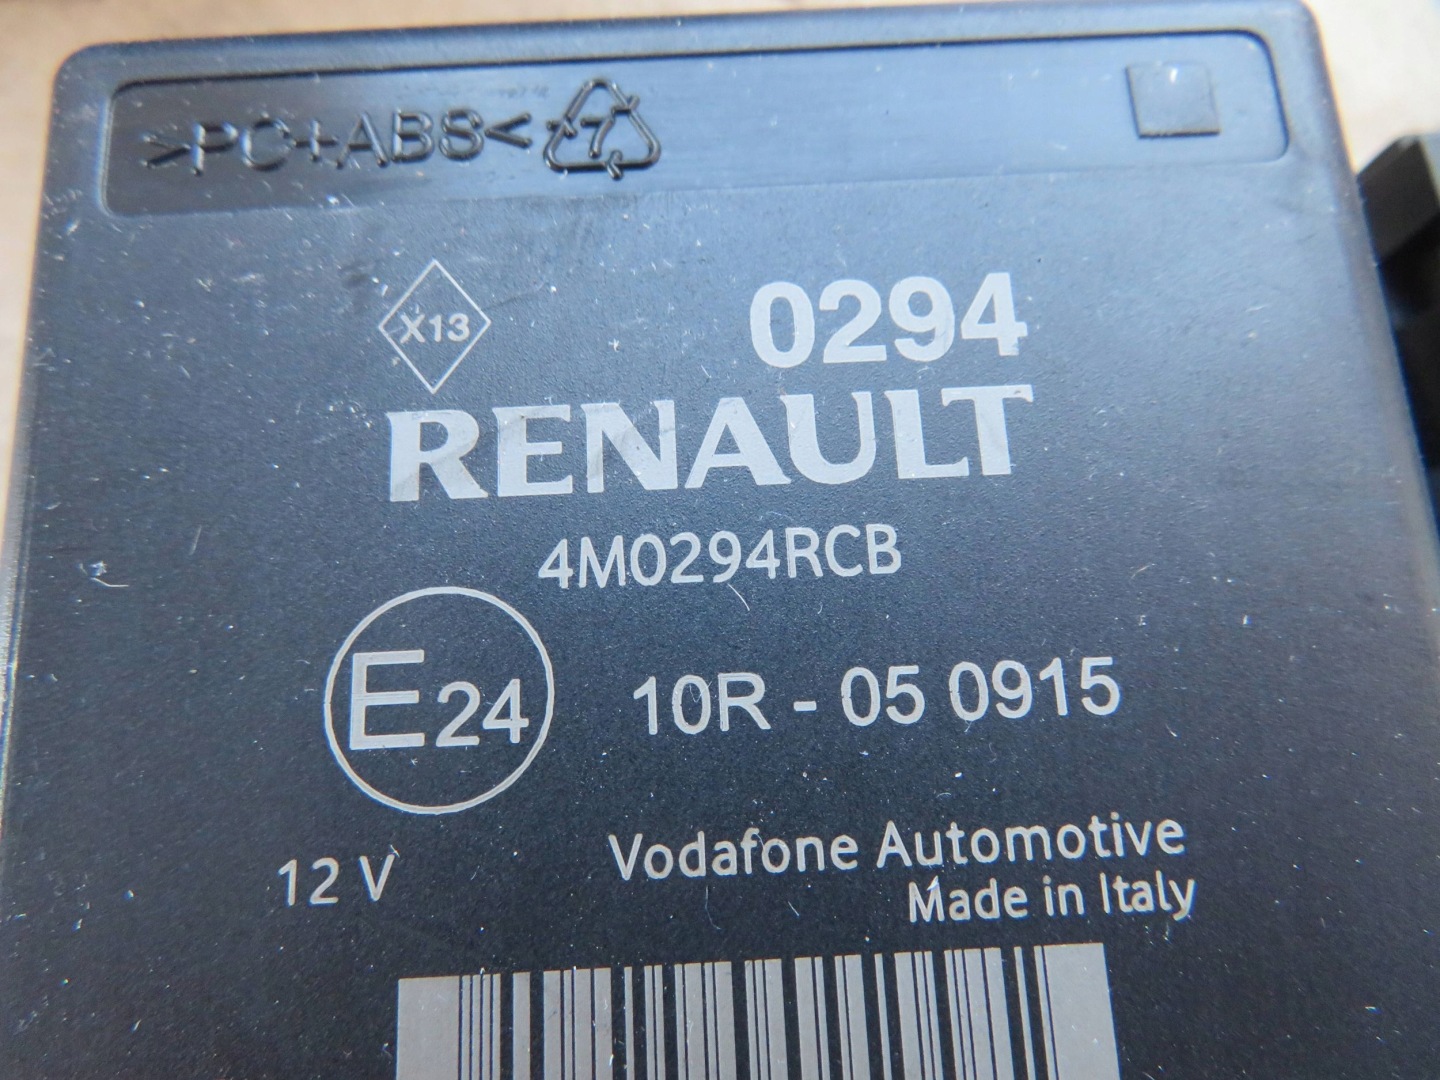 >PC+ABS< 7
X13
0294
RENAULT
4M0294RCB
E24 10R - 05 0915
12 V Vodafone Automotive
Made in Italy